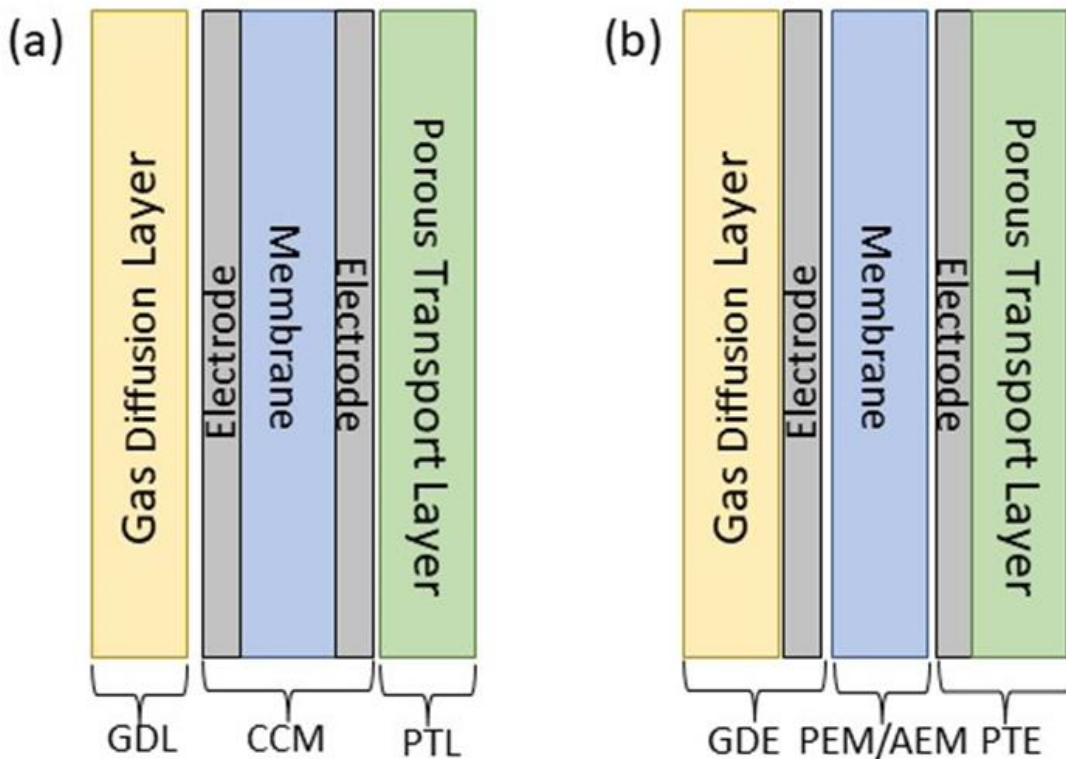 (a)
Gas Diffusion Layer
Electrode
Membrane
Electrode
Porous Transport Layer
GDL
CCM
PTL
(b)
Gas Diffusion Layer
Electrode
Membrane
Electrode
Porous Transport Layer
GDE
PEM/AEM
PTE